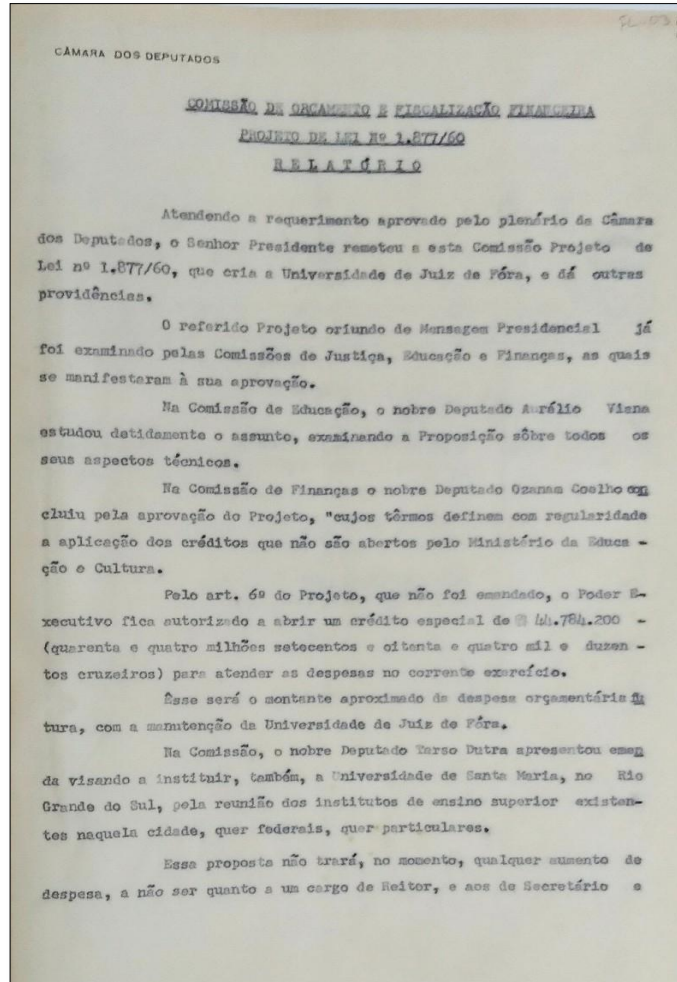 FL-03
CÂMARA DOS DEPUTADOS
COMISSÃO DE ORÇAMENTO E FISCALIZAÇÃO FINANCEIRA
PROJETO DE LEI Nº 1.877/60
R E L A T Ó R I O
Atendendo a requerimento aprovado pelo plenário da Câmara
dos Deputados, o Senhor Presidente remeteu a esta Comissão Projeto de
Lei nº 1.877/60, que cria a Universidade de Juiz de Fóra, e dá outras
providências.
O referido Projeto oriundo de Mensagem Presidencial já
foi examinado pelas Comissões de Justiça, Educação e Finanças, as quais
se manifestaram à sua aprovação.
Na Comissão de Educação, o nobre Deputado Aurélio Viana
estudou detidamente o assunto, examinando a Proposição sôbre todos os
seus aspectos técnicos.
Na Comissão de Finanças o nobre Deputado Ozanam Coelho con
cluiu pela aprovação do Projeto, "cujos têrmos definem com regularidade
a aplicação dos créditos que não são abertos pelo Ministério da Educa -
ção e Cultura.
Pelo art. 6º do Projeto, que não foi emendado, o Poder E-
xecutivo fica autorizado a abrir um crédito especial de 44.784.200 -
(quarenta e quatro milhões setecentos e oitenta e quatro mil e duzen -
tos cruzeiros) para atender as despesas no corrente exercício.
Êsse será o montante aproximado da despesa orçamentária fu
tura, com a manutenção da Universidade de Juiz de Fóra.
Na Comissão, o nobre Deputado Tarso Dutra apresentou emen
da visando a instituir, também, a Universidade de Santa Maria, no Rio
Grande do Sul, pela reunião dos institutos de ensino superior existen-
tes naquela cidade, quer federais, quer particulares.
Essa proposta não trará, no momento, qualquer aumento de
despesa, a não ser quanto a um cargo de Reitor, e aos de Secretário e